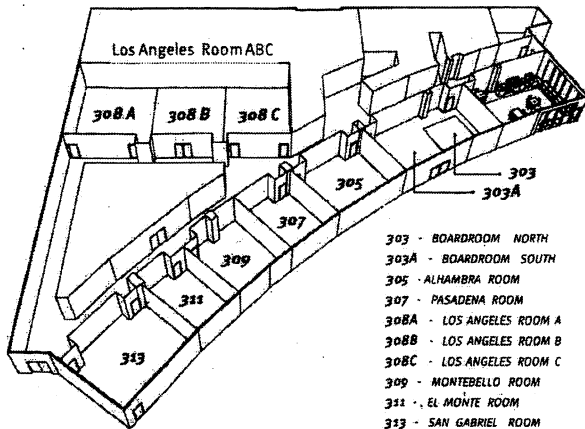 Los Angeles Room ABC
308 A 308 B 308 C
305
303
303A
307
309
311
313
303 - BOARDROOM NORTH
303A - BOARDROOM SOUTH
305 - ALHAMBRA ROOM
307 - PASADENA ROOM
308A - LOS ANGELES ROOM A
308B - LOS ANGELES ROOM B
308C - LOS ANGELES ROOM C
309 - MONTEBELLO ROOM
311 - EL MONTE ROOM
313 - SAN GABRIEL ROOM